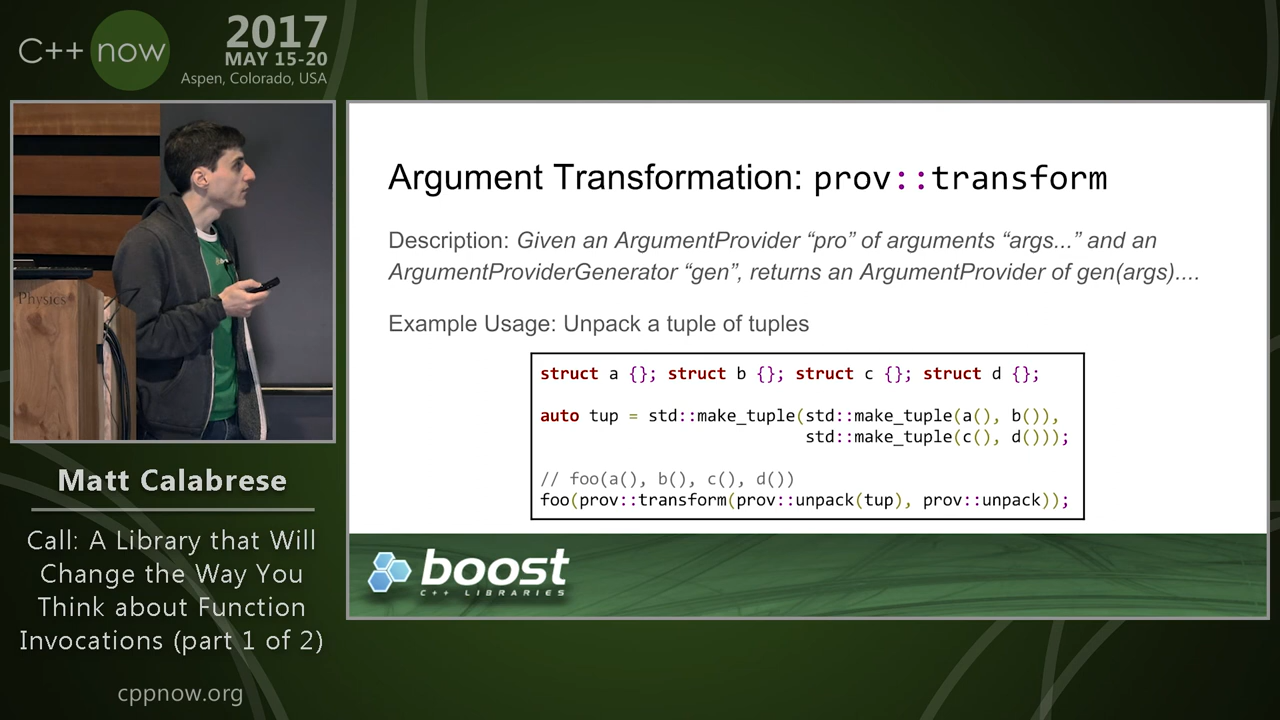 C++ now
2017
MAY 15-20
Aspen, Colorado, USA
Physics
Matt Calabrese
Call: A Library that Will
Change the Way You
Think about Function
Invocations (part 1 of 2)
cppnow.org
Argument Transformation: prov::transform
Description: Given an ArgumentProvider “pro” of arguments “args...” and an
ArgumentProviderGenerator “gen”, returns an ArgumentProvider of gen(args)....
Example Usage: Unpack a tuple of tuples
struct a {}; struct b {}; struct c {}; struct d {};
auto tup = std::make_tuple(std::make_tuple(a(), b()),
std::make_tuple(c(), d()));
// foo(a(), b(), c(), d())
foo(prov::transform(prov::unpack(tup), prov::unpack));
boost
C++ LIBRARIES